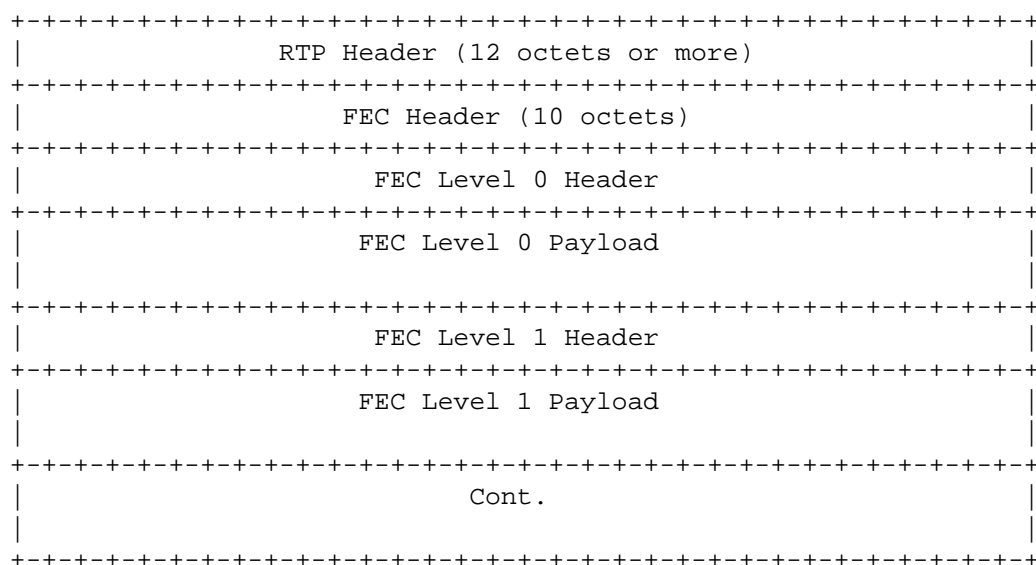 +-+-+-+-+-+-+-+-+-+-+-+-+-+-+-+-+-+-+-+-+-+-+-+-+-+-+-+-+-+-+-+-+
|                RTP Header (12 octets or more)                 |
+-+-+-+-+-+-+-+-+-+-+-+-+-+-+-+-+-+-+-+-+-+-+-+-+-+-+-+-+-+-+-+-+
|                    FEC Header (10 octets)                     |
+-+-+-+-+-+-+-+-+-+-+-+-+-+-+-+-+-+-+-+-+-+-+-+-+-+-+-+-+-+-+-+-+
|                      FEC Level 0 Header                       |
+-+-+-+-+-+-+-+-+-+-+-+-+-+-+-+-+-+-+-+-+-+-+-+-+-+-+-+-+-+-+-+-+
|                     FEC Level 0 Payload                       |
|                                                               |
+-+-+-+-+-+-+-+-+-+-+-+-+-+-+-+-+-+-+-+-+-+-+-+-+-+-+-+-+-+-+-+-+
|                      FEC Level 1 Header                       |
+-+-+-+-+-+-+-+-+-+-+-+-+-+-+-+-+-+-+-+-+-+-+-+-+-+-+-+-+-+-+-+-+
|                     FEC Level 1 Payload                       |
|                                                               |
+-+-+-+-+-+-+-+-+-+-+-+-+-+-+-+-+-+-+-+-+-+-+-+-+-+-+-+-+-+-+-+-+
|                            Cont.                              |
|                                                               |
+-+-+-+-+-+-+-+-+-+-+-+-+-+-+-+-+-+-+-+-+-+-+-+-+-+-+-+-+-+-+-+-+